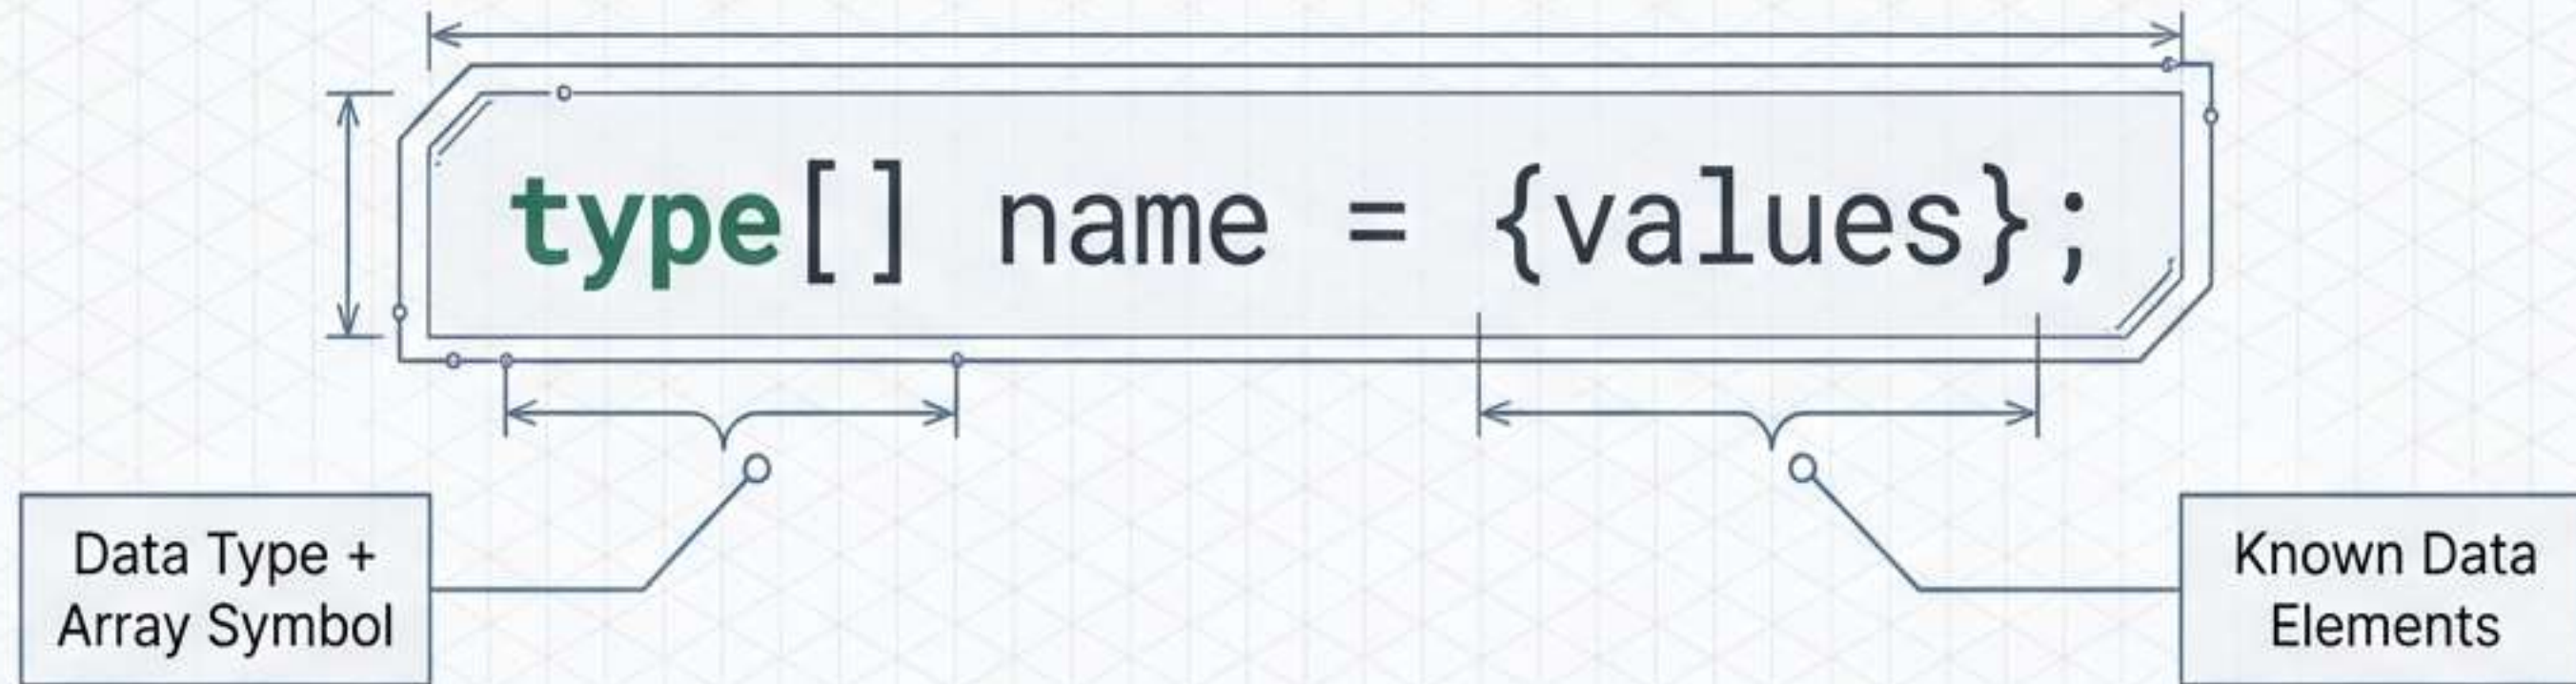 type[] name = {values};
Data Type +
Array Symbol
Known Data
Elements